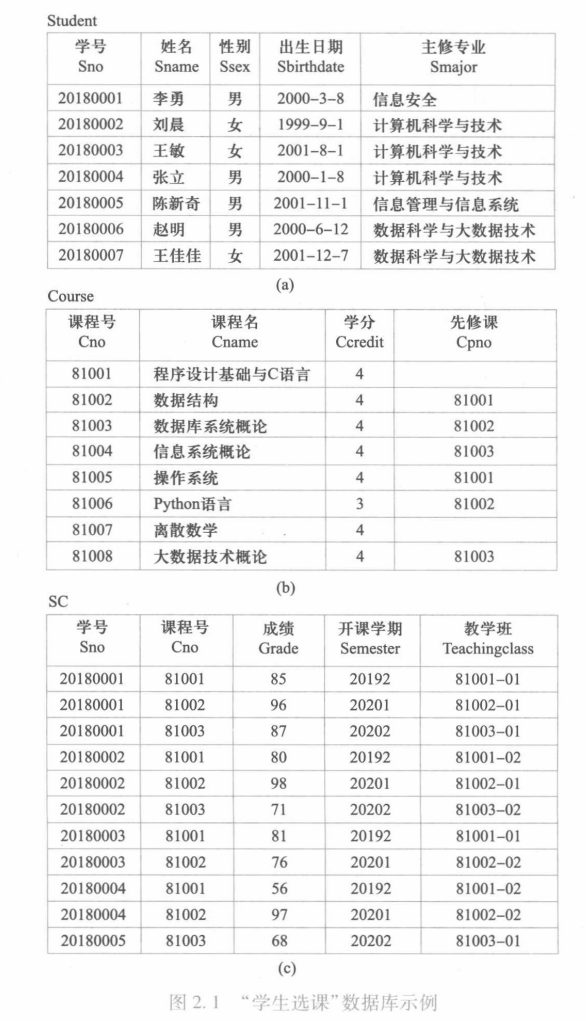 Student
学号 姓名 性别 出生日期 主修专业
Sno Sname Ssex Sbirthdate Smajor
20180001 李勇 男 2000-3-8 信息安全
20180002 刘晨 女 1999-9-1 计算机科学与技术
20180003 王敏 女 2001-8-1 计算机科学与技术
20180004 张立 男 2000-1-8 计算机科学与技术
20180005 陈新奇 男 2001-11-1 信息管理与信息系统
20180006 赵明 男 2000-6-12 数据科学与大数据技术
20180007 王佳佳 女 2001-12-7 数据科学与大数据技术
(a)
Course
课程号 课程名 学分 先修课
Cno Cname Ccredit Cpno
81001 程序设计基础与C语言 4
81002 数据结构 4 81001
81003 数据库系统概论 4 81002
81004 信息系统概论 4 81003
81005 操作系统 4 81001
81006 Python语言 3 81002
81007 离散数学 4
81008 大数据技术概论 4 81003
(b)
SC
学号 课程号 成绩 开课学期 教学班
Sno Cno Grade Semester Teachingclass
20180001 81001 85 20192 81001-01
20180001 81002 96 20201 81002-01
20180001 81003 87 20202 81003-01
20180002 81001 80 20192 81001-02
20180002 81002 98 20201 81002-01
20180002 81003 71 20202 81003-02
20180003 81001 81 20192 81001-01
20180003 81002 76 20201 81002-02
20180004 81001 56 20192 81001-02
20180004 81002 97 20201 81002-02
20180005 81003 68 20202 81003-01
(c)
图 2.1 “学生选课”数据库示例